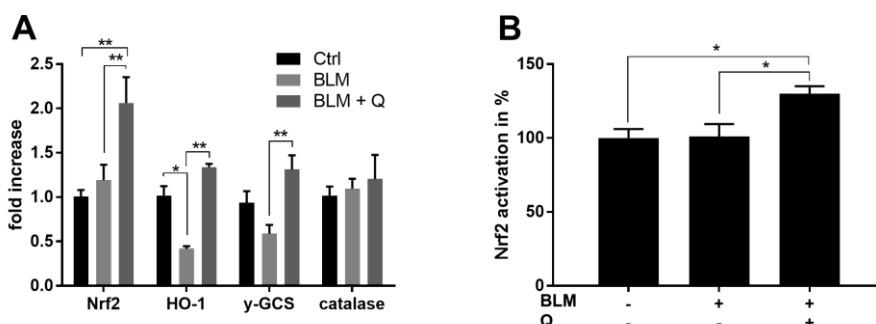 A
**
**
*
**
**
Ctrl
BLM
BLM + Q
fold increase
2.5
2.0
1.5
1.0
0.5
0.0
Nrf2 HO-1 y-GCS catalase
B
*
*
Nrf2 activation in %
150
100
50
0
BLM - + +
Q - - +